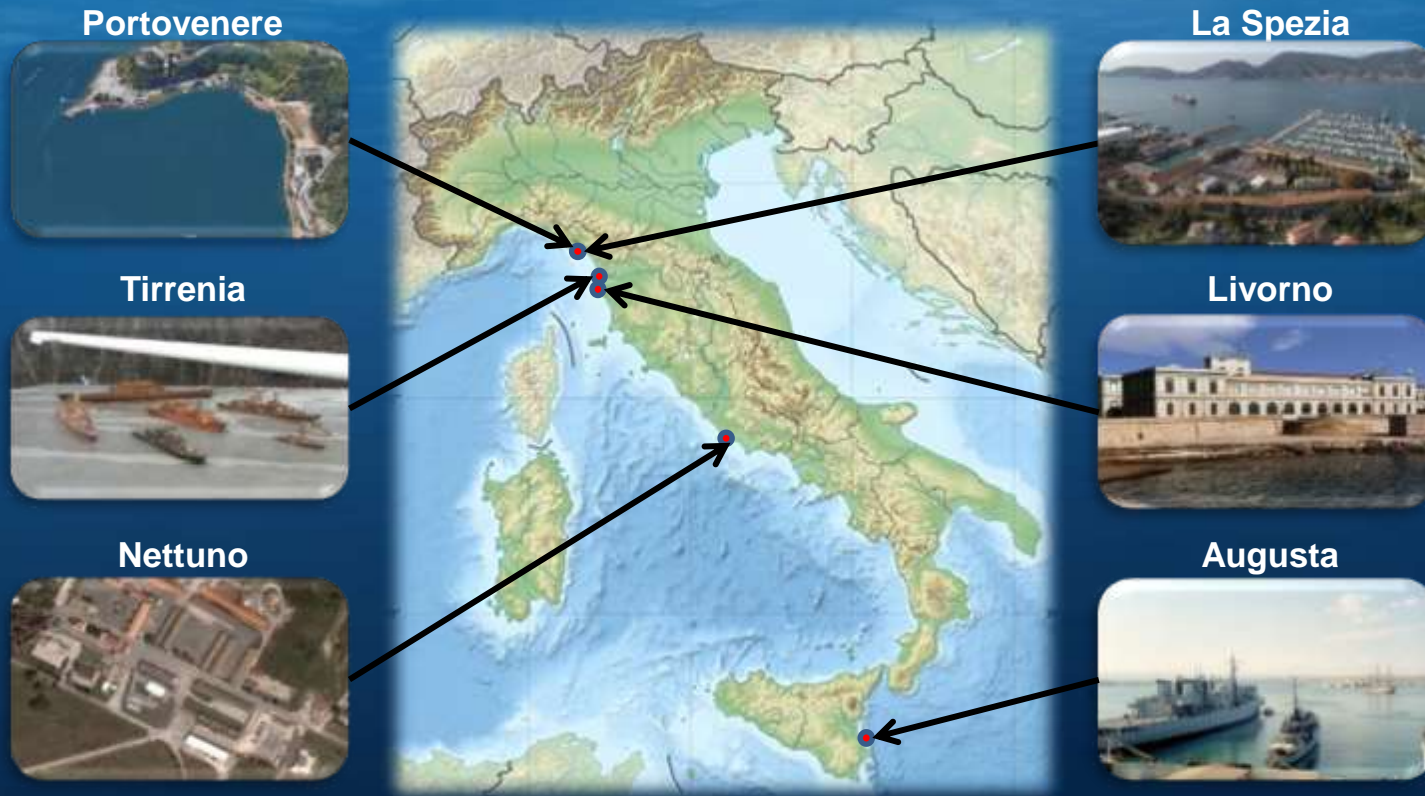 Portovenere
La Spezia
Tirrenia
Livorno
Nettuno
Augusta